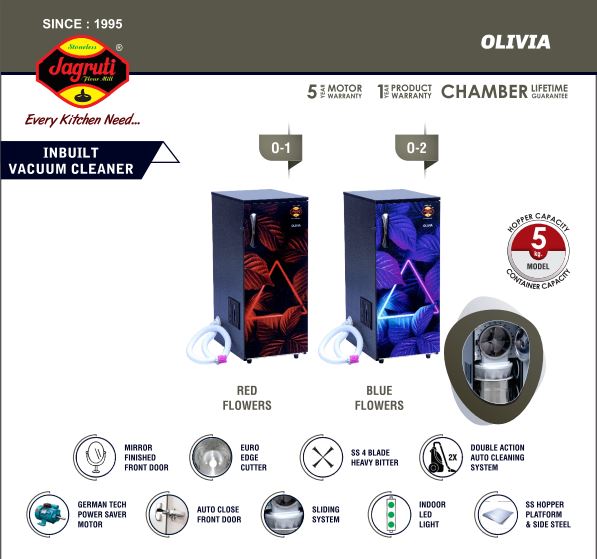 SINCE : 1995
Stoneless
Jagruti
Flour Mill
®
Every Kitchen Need...
OLIVIA
5 YEAR MOTOR WARRANTY
1 YEAR PRODUCT WARRANTY
CHAMBER LIFETIME GUARANTEE
INBUILT
VACUUM CLEANER
O-1
O-2
OLIVIA
OLIVIA
HOPPER CAPACITY
5
kg.
MODEL
CONTAINER CAPACITY
RED
FLOWERS
BLUE
FLOWERS
MIRROR
FINISHED
FRONT DOOR
EURO
EDGE
CUTTER
SS 4 BLADE
HEAVY BITTER
2X
DOUBLE ACTION
AUTO CLEANING
SYSTEM
GERMAN TECH
POWER SAVER
MOTOR
AUTO CLOSE
FRONT DOOR
SLIDING
SYSTEM
INDOOR
LED
LIGHT
SS HOPPER
PLATFORM
& SIDE STEEL